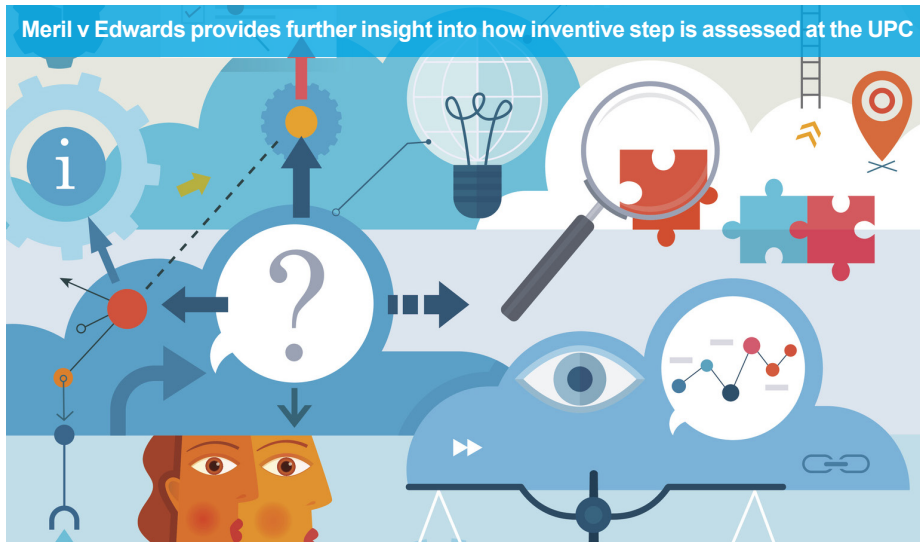 Meril v Edwards provides further insight into how inventive step is assessed at the UPC
i
?